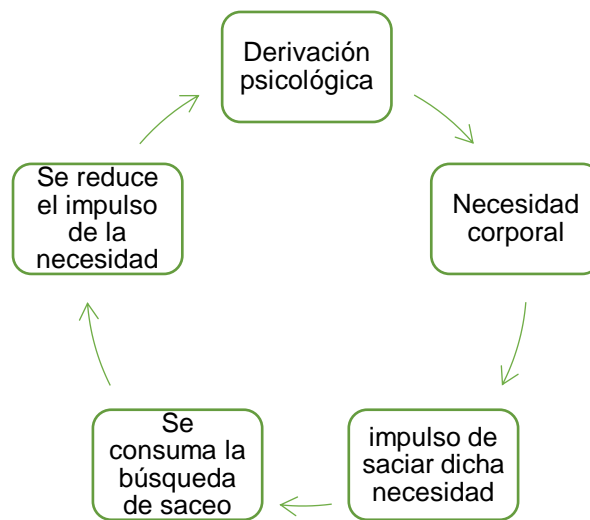 Derivación
psicológica
Necesidad
corporal
impulso de
saciar dicha
necesidad
Se
consuma la
búsqueda
de saceo
Se reduce
el impulso
de la
necesidad